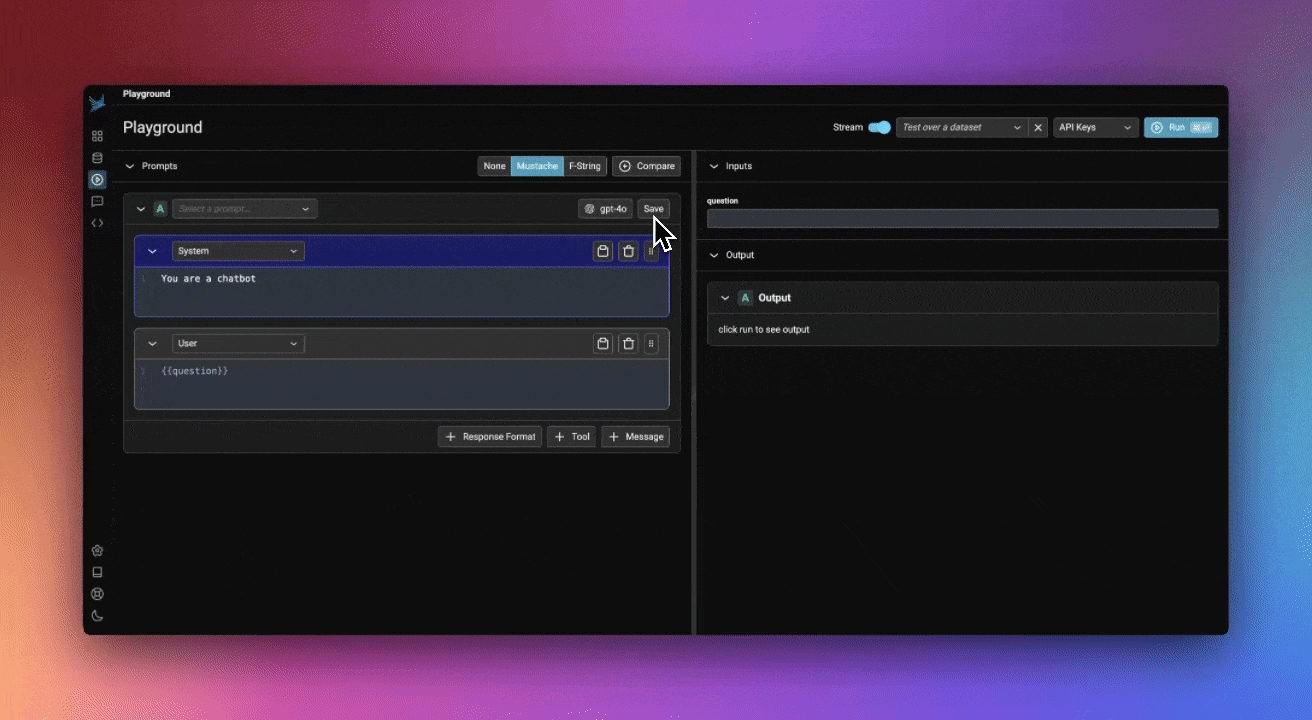 Playground
Playground
Stream Test over a dataset API Keys Run
Prompts None Mustache F-String Compare
A Select a prompt... gpt-4o Save
System
1 You are a chatbot
User
1 {{question}}
Response Format Tool Message
Inputs
question
Output
A Output
click run to see output